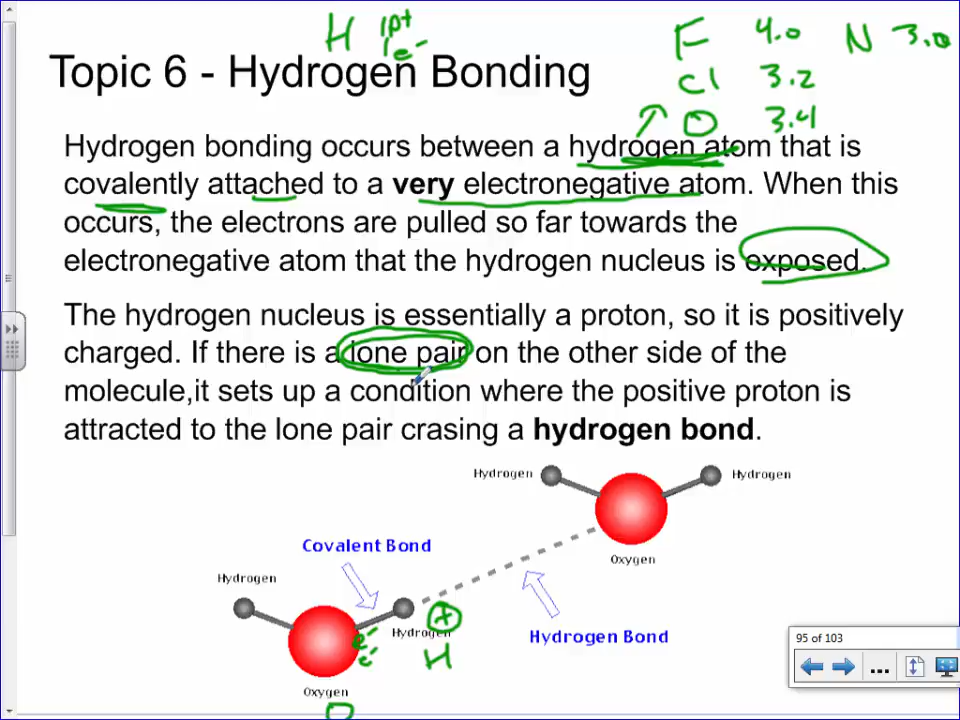 H 1p+ F 4.0 N 3.0
1e-
Topic 6 - Hydrogen Bonding
Cl 3.2
O 3.4
Hydrogen bonding occurs between a hydrogen atom that is
covalently attached to a very electronegative atom. When this
occurs, the electrons are pulled so far towards the
electronegative atom that the hydrogen nucleus is exposed.
The hydrogen nucleus is essentially a proton, so it is positively
charged. If there is a lone pair on the other side of the
molecule,it sets up a condition where the positive proton is
attracted to the lone pair crasing a hydrogen bond.
Hydrogen Hydrogen
Covalent Bond
Oxygen
Hydrogen
+
Hydrogen
Hydrogen Bond
e-
e-
H
Oxygen
O
95 of 103
...